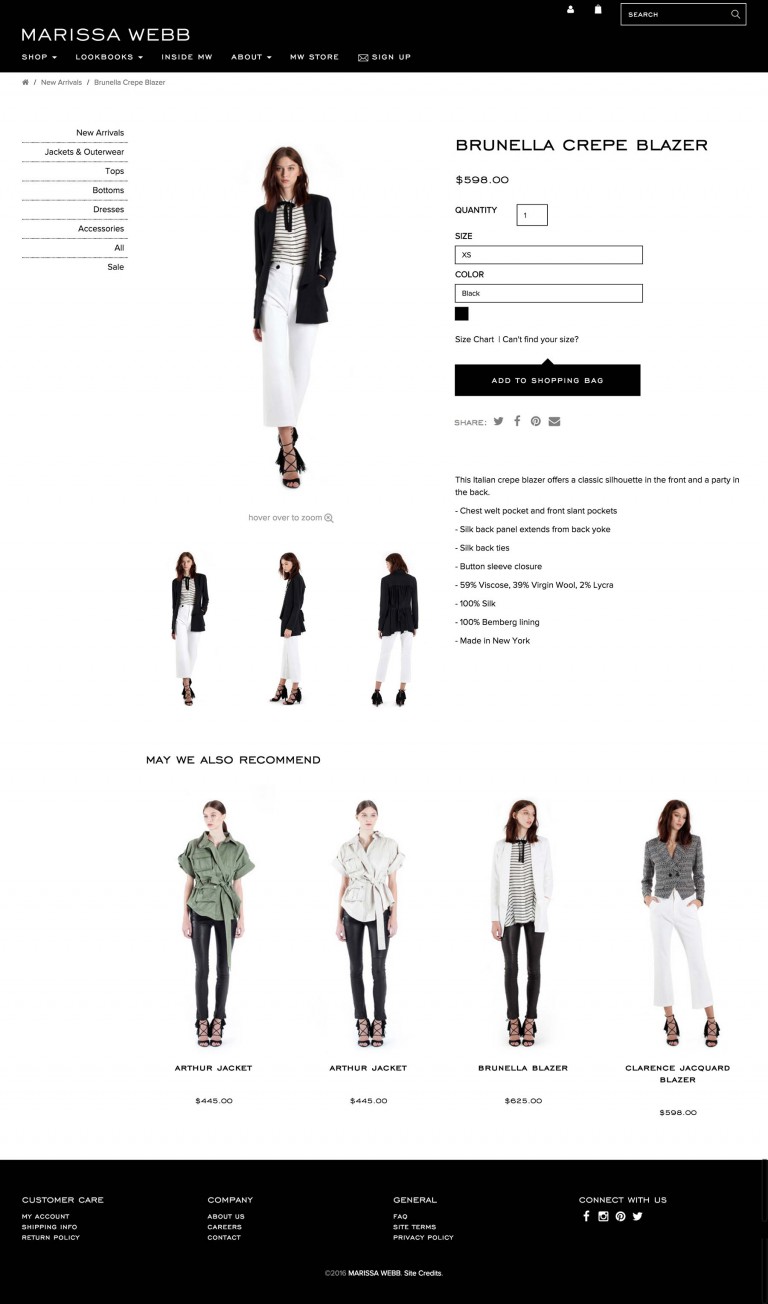 SEARCH
MARISSA WEBB
SHOP LOOKBOOKS INSIDE MW ABOUT MW STORE SIGN UP
/ New Arrivals / Brunella Crepe Blazer
New Arrivals
Jackets & Outerwear
Tops
Bottoms
Dresses
Accessories
All
Sale
BRUNELLA CREPE BLAZER
$598.00
QUANTITY 1
SIZE
XS
COLOR
Black
Size Chart | Can't find your size?
ADD TO SHOPPING BAG
SHARE:
hover over to zoom
This Italian crepe blazer offers a classic silhouette in the front and a party in
the back.
- Chest welt pocket and front slant pockets
- Silk back panel extends from back yoke
- Silk back ties
- Button sleeve closure
- 59% Viscose, 39% Virgin Wool, 2% Lycra
- 100% Silk
- 100% Bemberg lining
- Made in New York
MAY WE ALSO RECOMMEND
ARTHUR JACKET
$445.00
ARTHUR JACKET
$445.00
BRUNELLA BLAZER
$625.00
CLARENCE JACQUARD
BLAZER
$598.00
CUSTOMER CARE
MY ACCOUNT
SHIPPING INFO
RETURN POLICY
COMPANY
ABOUT US
CAREERS
CONTACT
GENERAL
FAQ
SITE TERMS
PRIVACY POLICY
CONNECT WITH US
©2016 MARISSA WEBB. Site Credits.